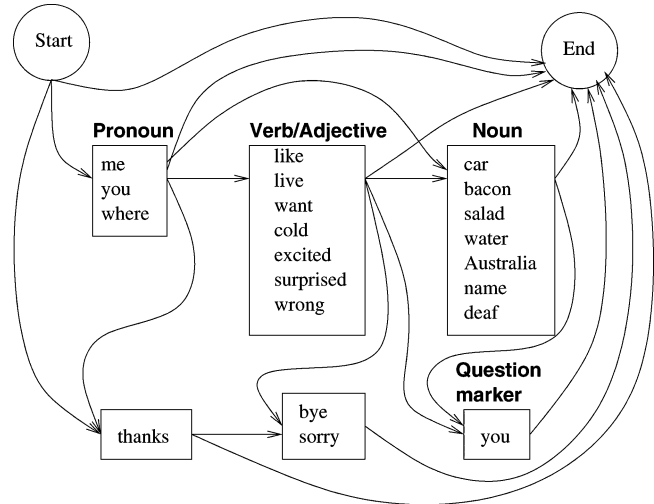 Start
End
Pronoun
me
you
where
Verb/Adjective
like
live
want
cold
excited
surprised
wrong
Noun
car
bacon
salad
water
Australia
name
deaf
thanks
bye
sorry
Question
marker
you